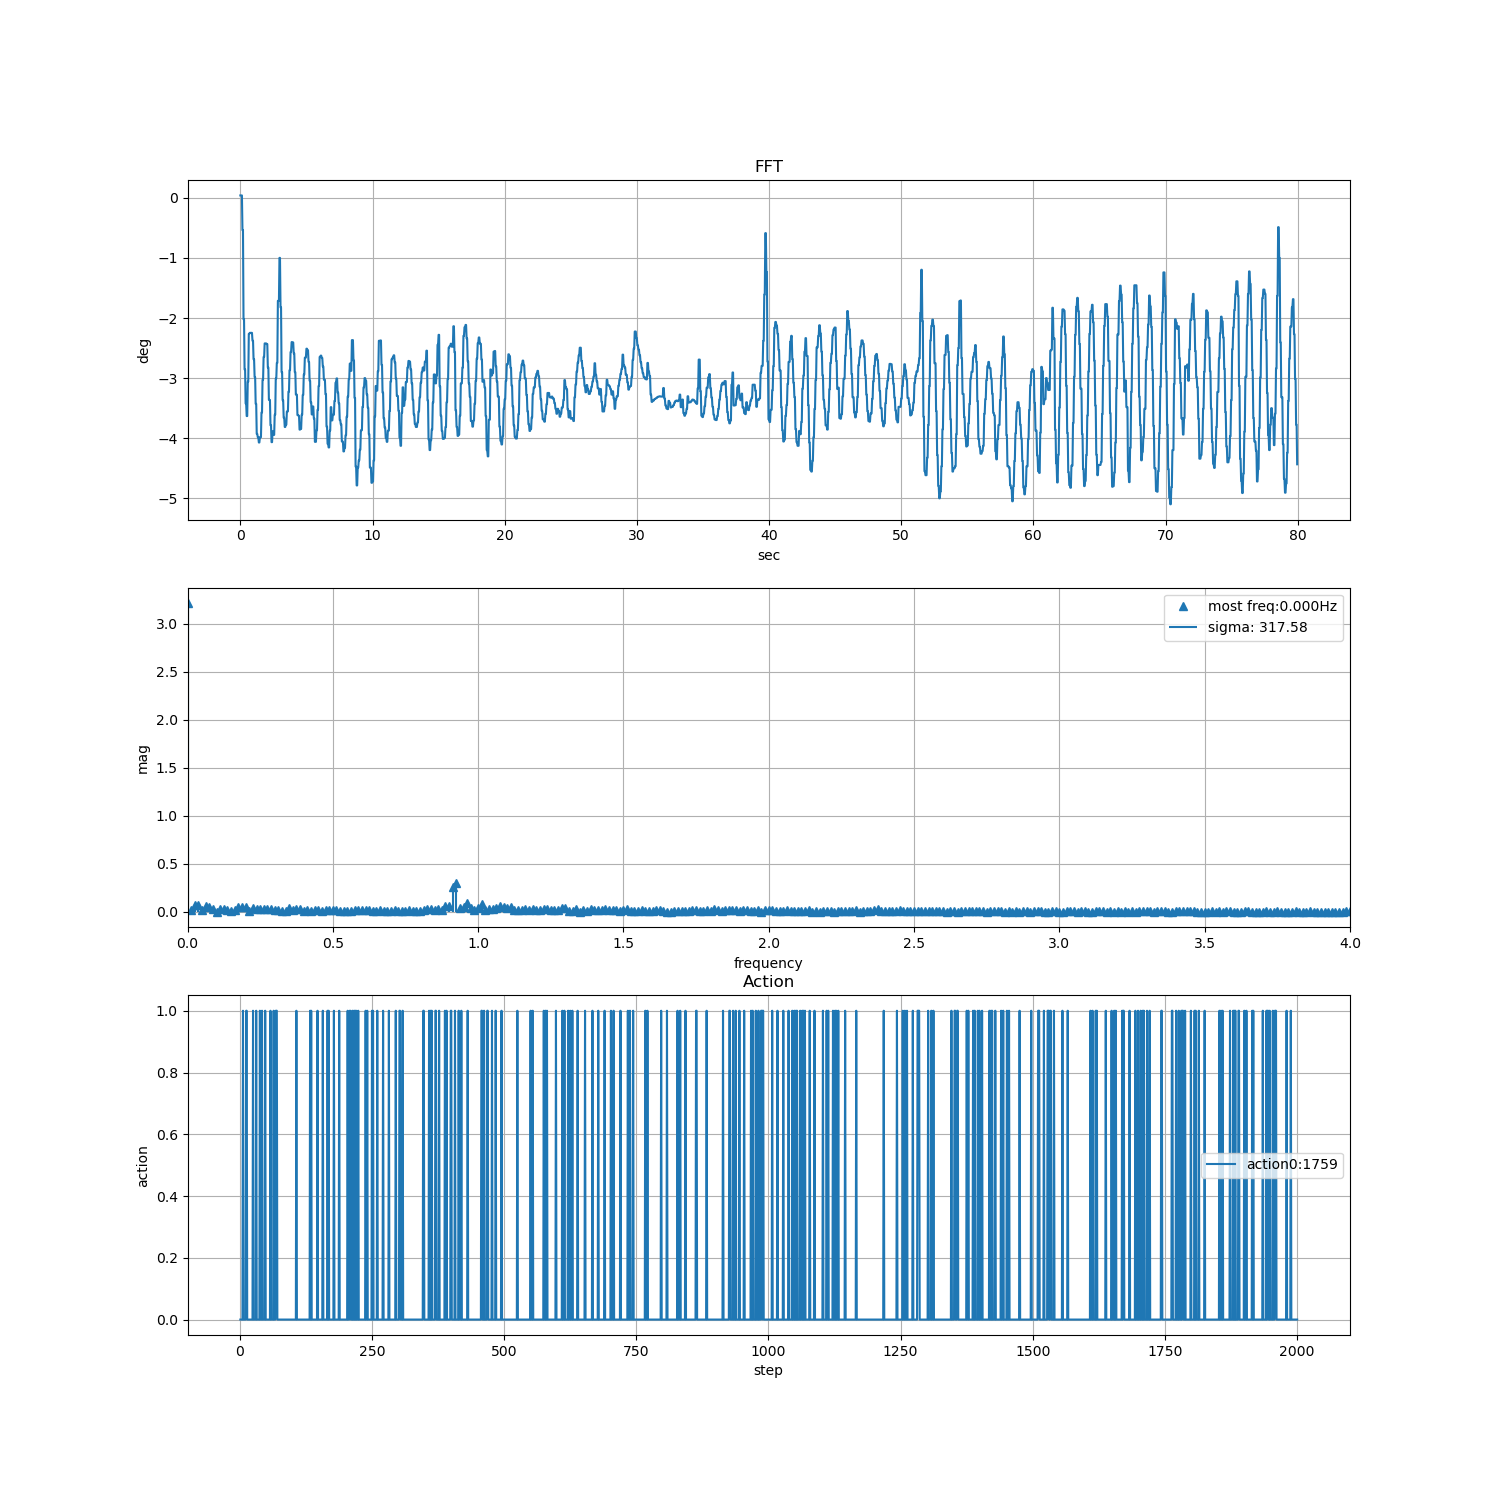 FFT
0
−1
−2
−3
−4
−5
deg
0 10 20 30 40 50 60 70 80
sec
most freq:0.000Hz
sigma: 317.58
3.0
2.5
2.0
1.5
1.0
0.5
0.0
mag
0.0 0.5 1.0 1.5 2.0 2.5 3.0 3.5 4.0
frequency
Action
1.0
0.8
0.6
0.4
0.2
0.0
action
action0:1759
0 250 500 750 1000 1250 1500 1750 2000
step